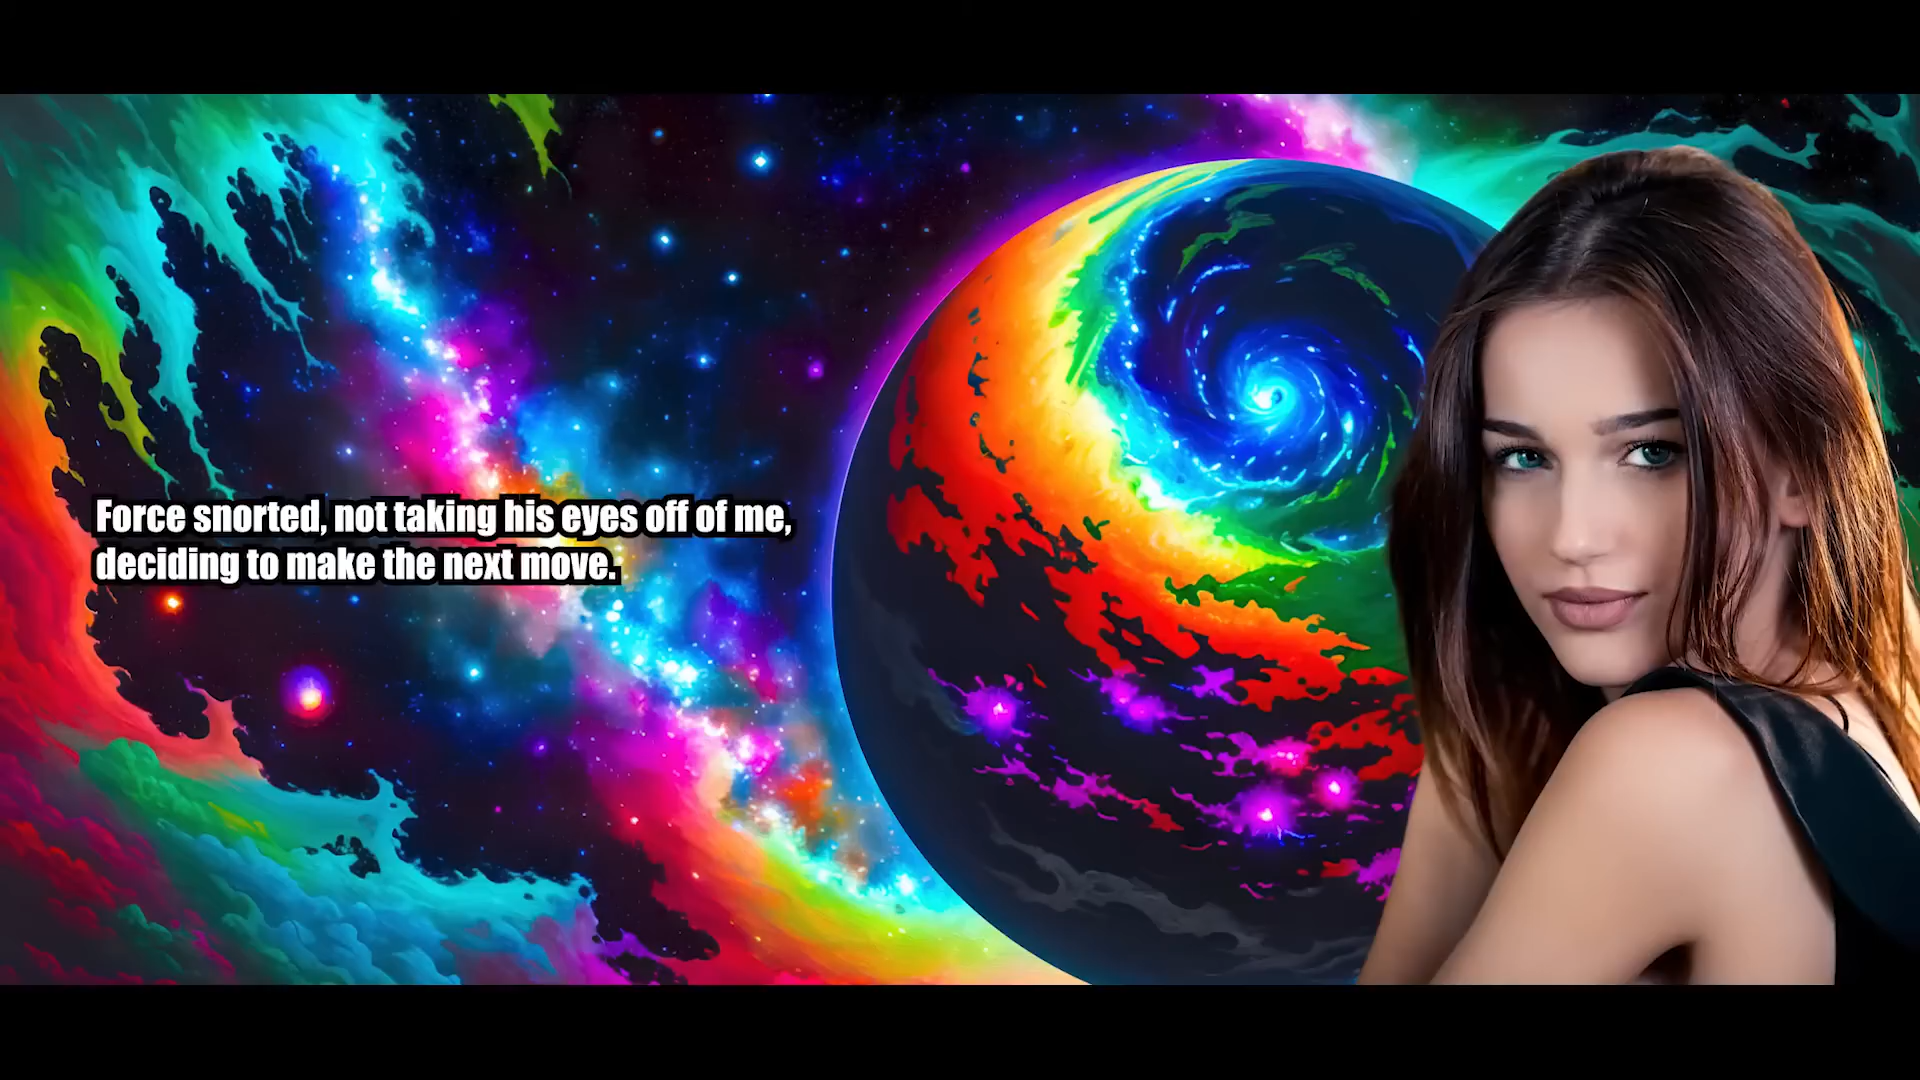 Force snorted, not taking his eyes off of me,
deciding to make the next move.